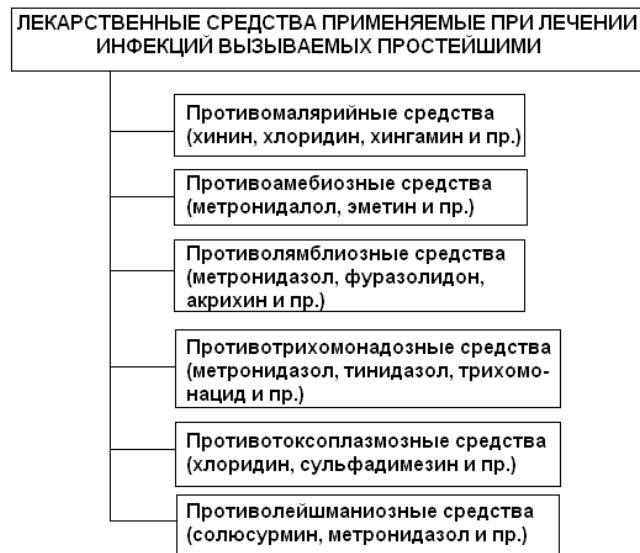 ЛЕКАРСТВЕННЫЕ СРЕДСТВА ПРИМЕНЯЕМЫЕ ПРИ ЛЕЧЕНИИ
ИНФЕКЦИЙ ВЫЗЫВАЕМЫХ ПРОСТЕЙШИМИ
Противомалярийные средства
(хинин, хлоридин, хингамин и пр.)
Противоамебиозные средства
(метронидалол, эметин и пр.)
Противолямблиозные средства
(метронидазол, фуразолидон,
акрихин и пр.)
Противотрихомонадозные средства
(метронидазол, тинидазол, трихомо-
нацид и пр.)
Противотоксоплазмозные средства
(хлоридин, сульфадимезин и пр.)
Противолейшманиозные средства
(солюсурмин, метронидазол и пр.)